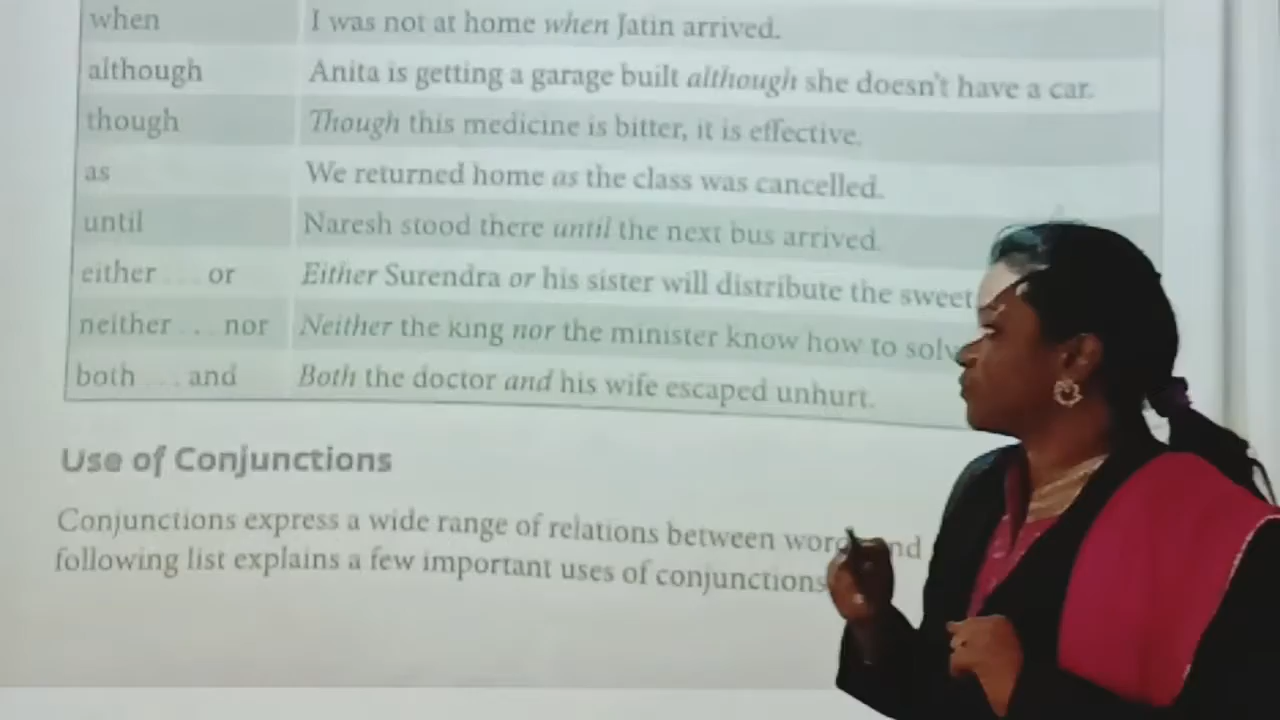 when I was not at home when Jatin arrived.
although Anita is getting a garage built although she doesn't have a car.
though Though this medicine is bitter, it is effective.
as We returned home as the class was cancelled.
until Naresh stood there until the next bus arrived.
either ... or Either Surendra or his sister will distribute the sweet
neither ... nor Neither the king nor the minister know how to
both ... and Both the doctor and his wife escaped unhurt.
Use of Conjunctions
Conjunctions express a wide range of relations between
following list explains a few important uses of conjunctions